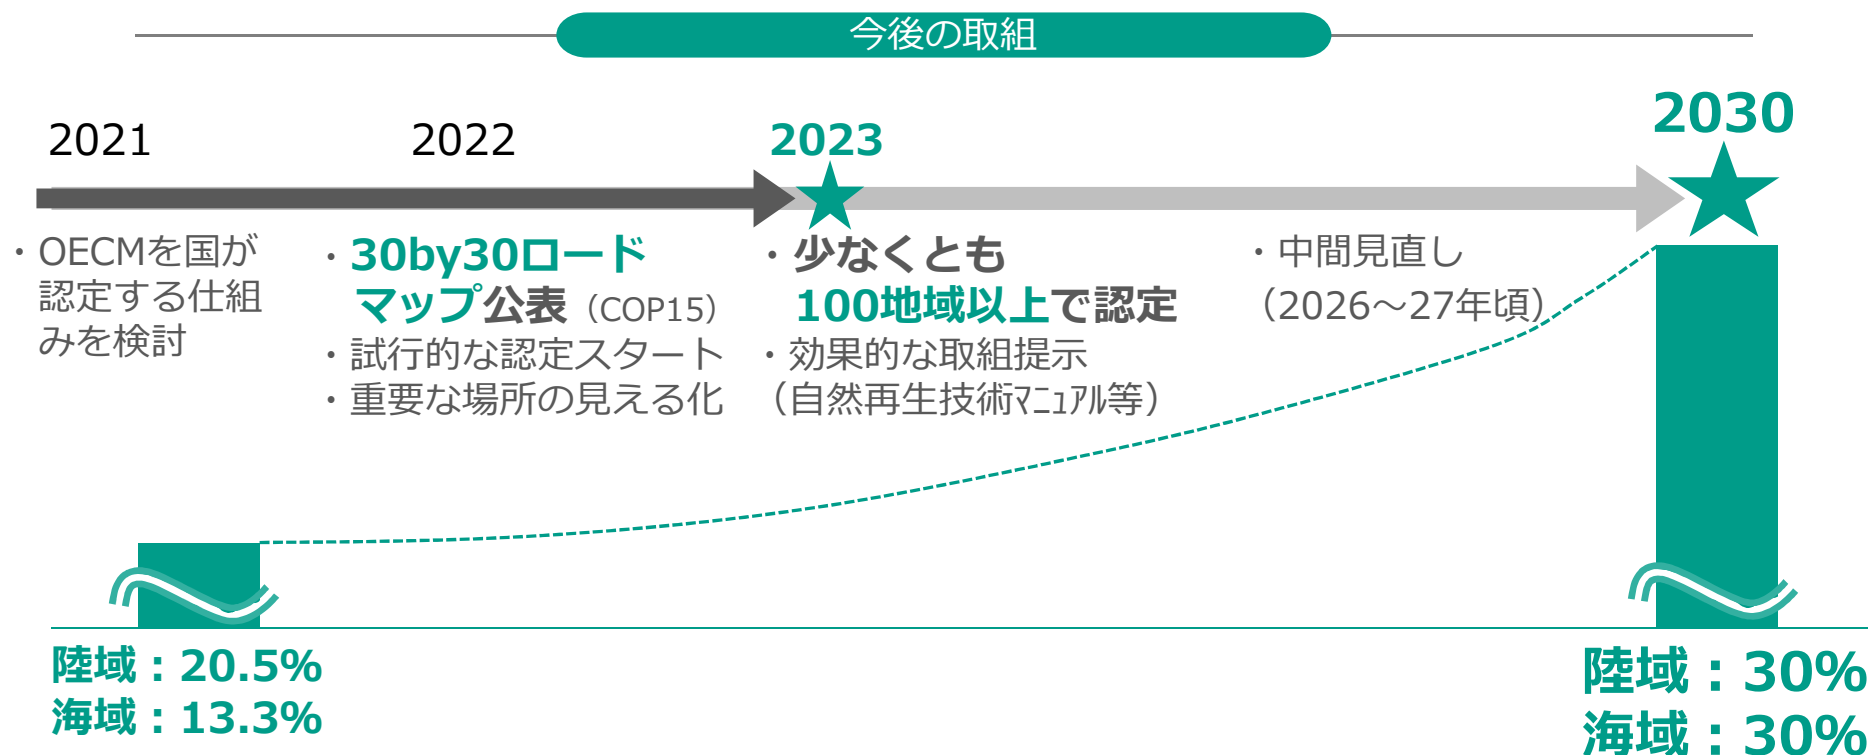 今後の取組
2021
2022
2023
2030
・OECMを国が
認定する仕組
みを検討
・30by30ロード
マップ公表（COP15）
・試行的な認定スタート
・重要な場所の見える化
・少なくとも
100地域以上で認定
・効果的な取組提示
（自然再生技術ﾏﾆｭｱﾙ等）
・中間見直し
（2026～27年頃）
陸域：20.5%
海域：13.3%
陸域：30%
海域：30%